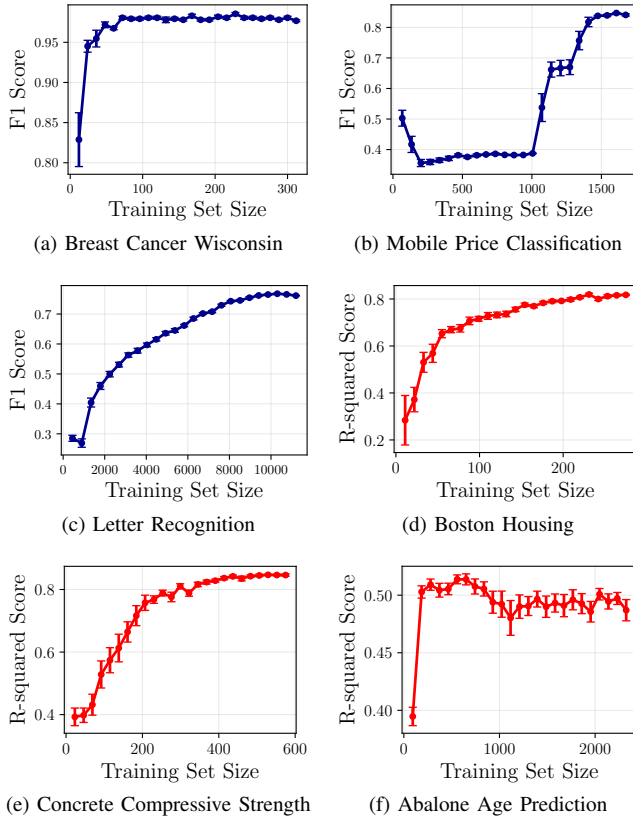 0.95
0.90
0.85
0.80
F1 Score
0 100 200 300
Training Set Size
(a) Breast Cancer Wisconsin
0.8
0.6
0.4
F1 Score
0 500 1000 1500
Training Set Size
(b) Mobile Price Classification
0.7
0.6
0.5
0.4
0.3
F1 Score
0 2000 4000 6000 8000 10000
Training Set Size
(c) Letter Recognition
0.8
0.6
0.4
0.2
R-squared Score
0 100 200
Training Set Size
(d) Boston Housing
0.8
0.6
0.4
R-squared Score
0 200 400 600
Training Set Size
(e) Concrete Compressive Strength
0.50
0.45
0.40
R-squared Score
0 1000 2000
Training Set Size
(f) Abalone Age Prediction